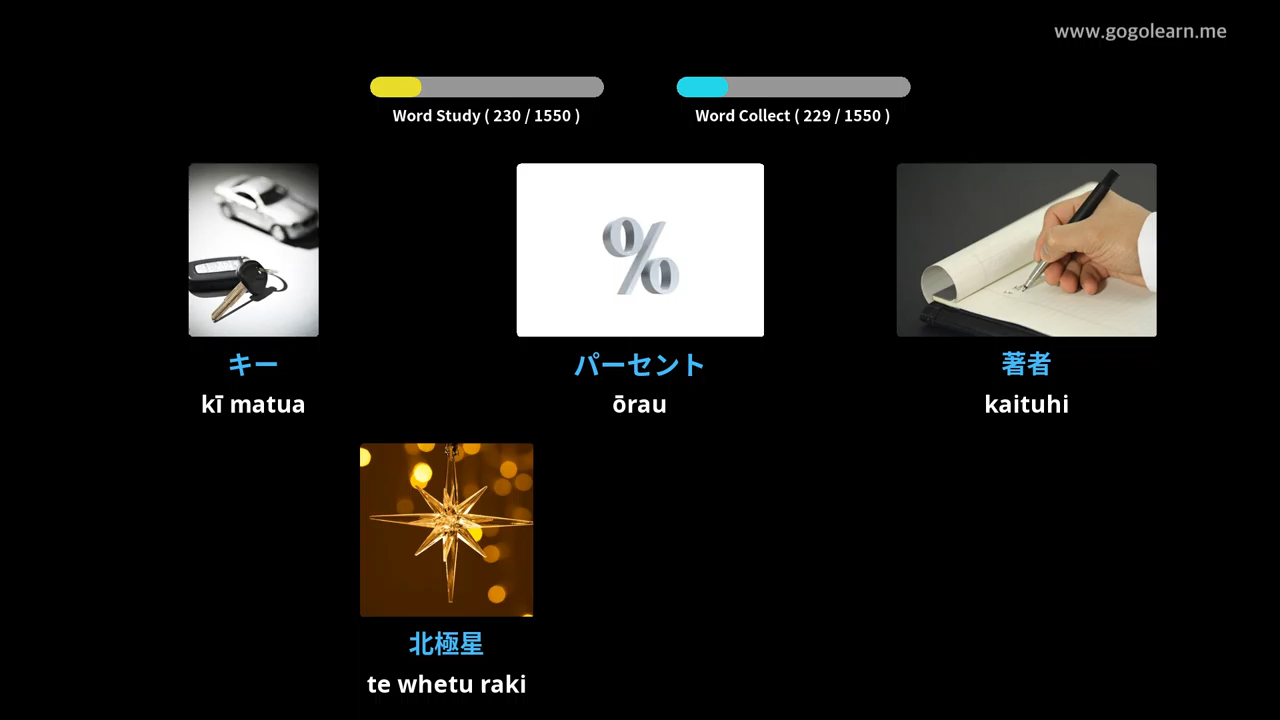 www.gogolearn.me
Word Study ( 230 / 1550 )
Word Collect ( 229 / 1550 )
%
キー
kī matua
パーセント
ōrau
著者
kaituhi
北極星
te whetu raki